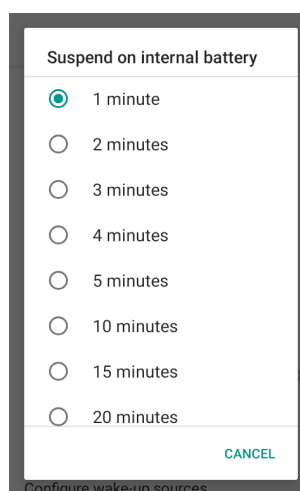 Suspend on internal battery
1 minute
2 minutes
3 minutes
4 minutes
5 minutes
10 minutes
15 minutes
20 minutes
CANCEL
Configure wake-up sources